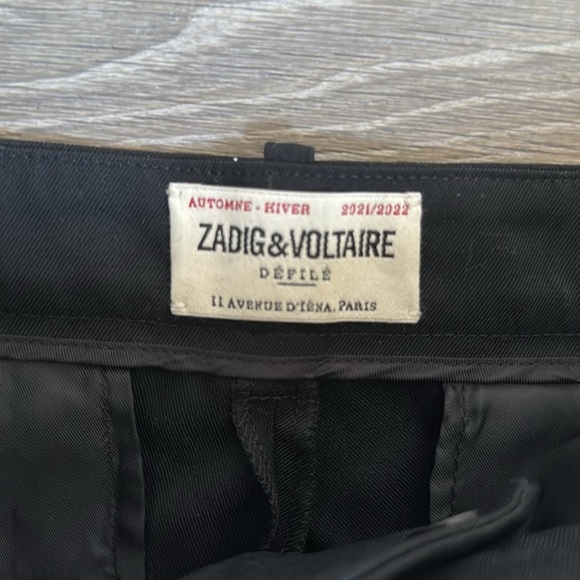 AUTOMNE - HIVER 2021/2022
ZADIG&VOLTAIRE
DÉFILÉ
11 AVENUE D'IÉNA. PARIS